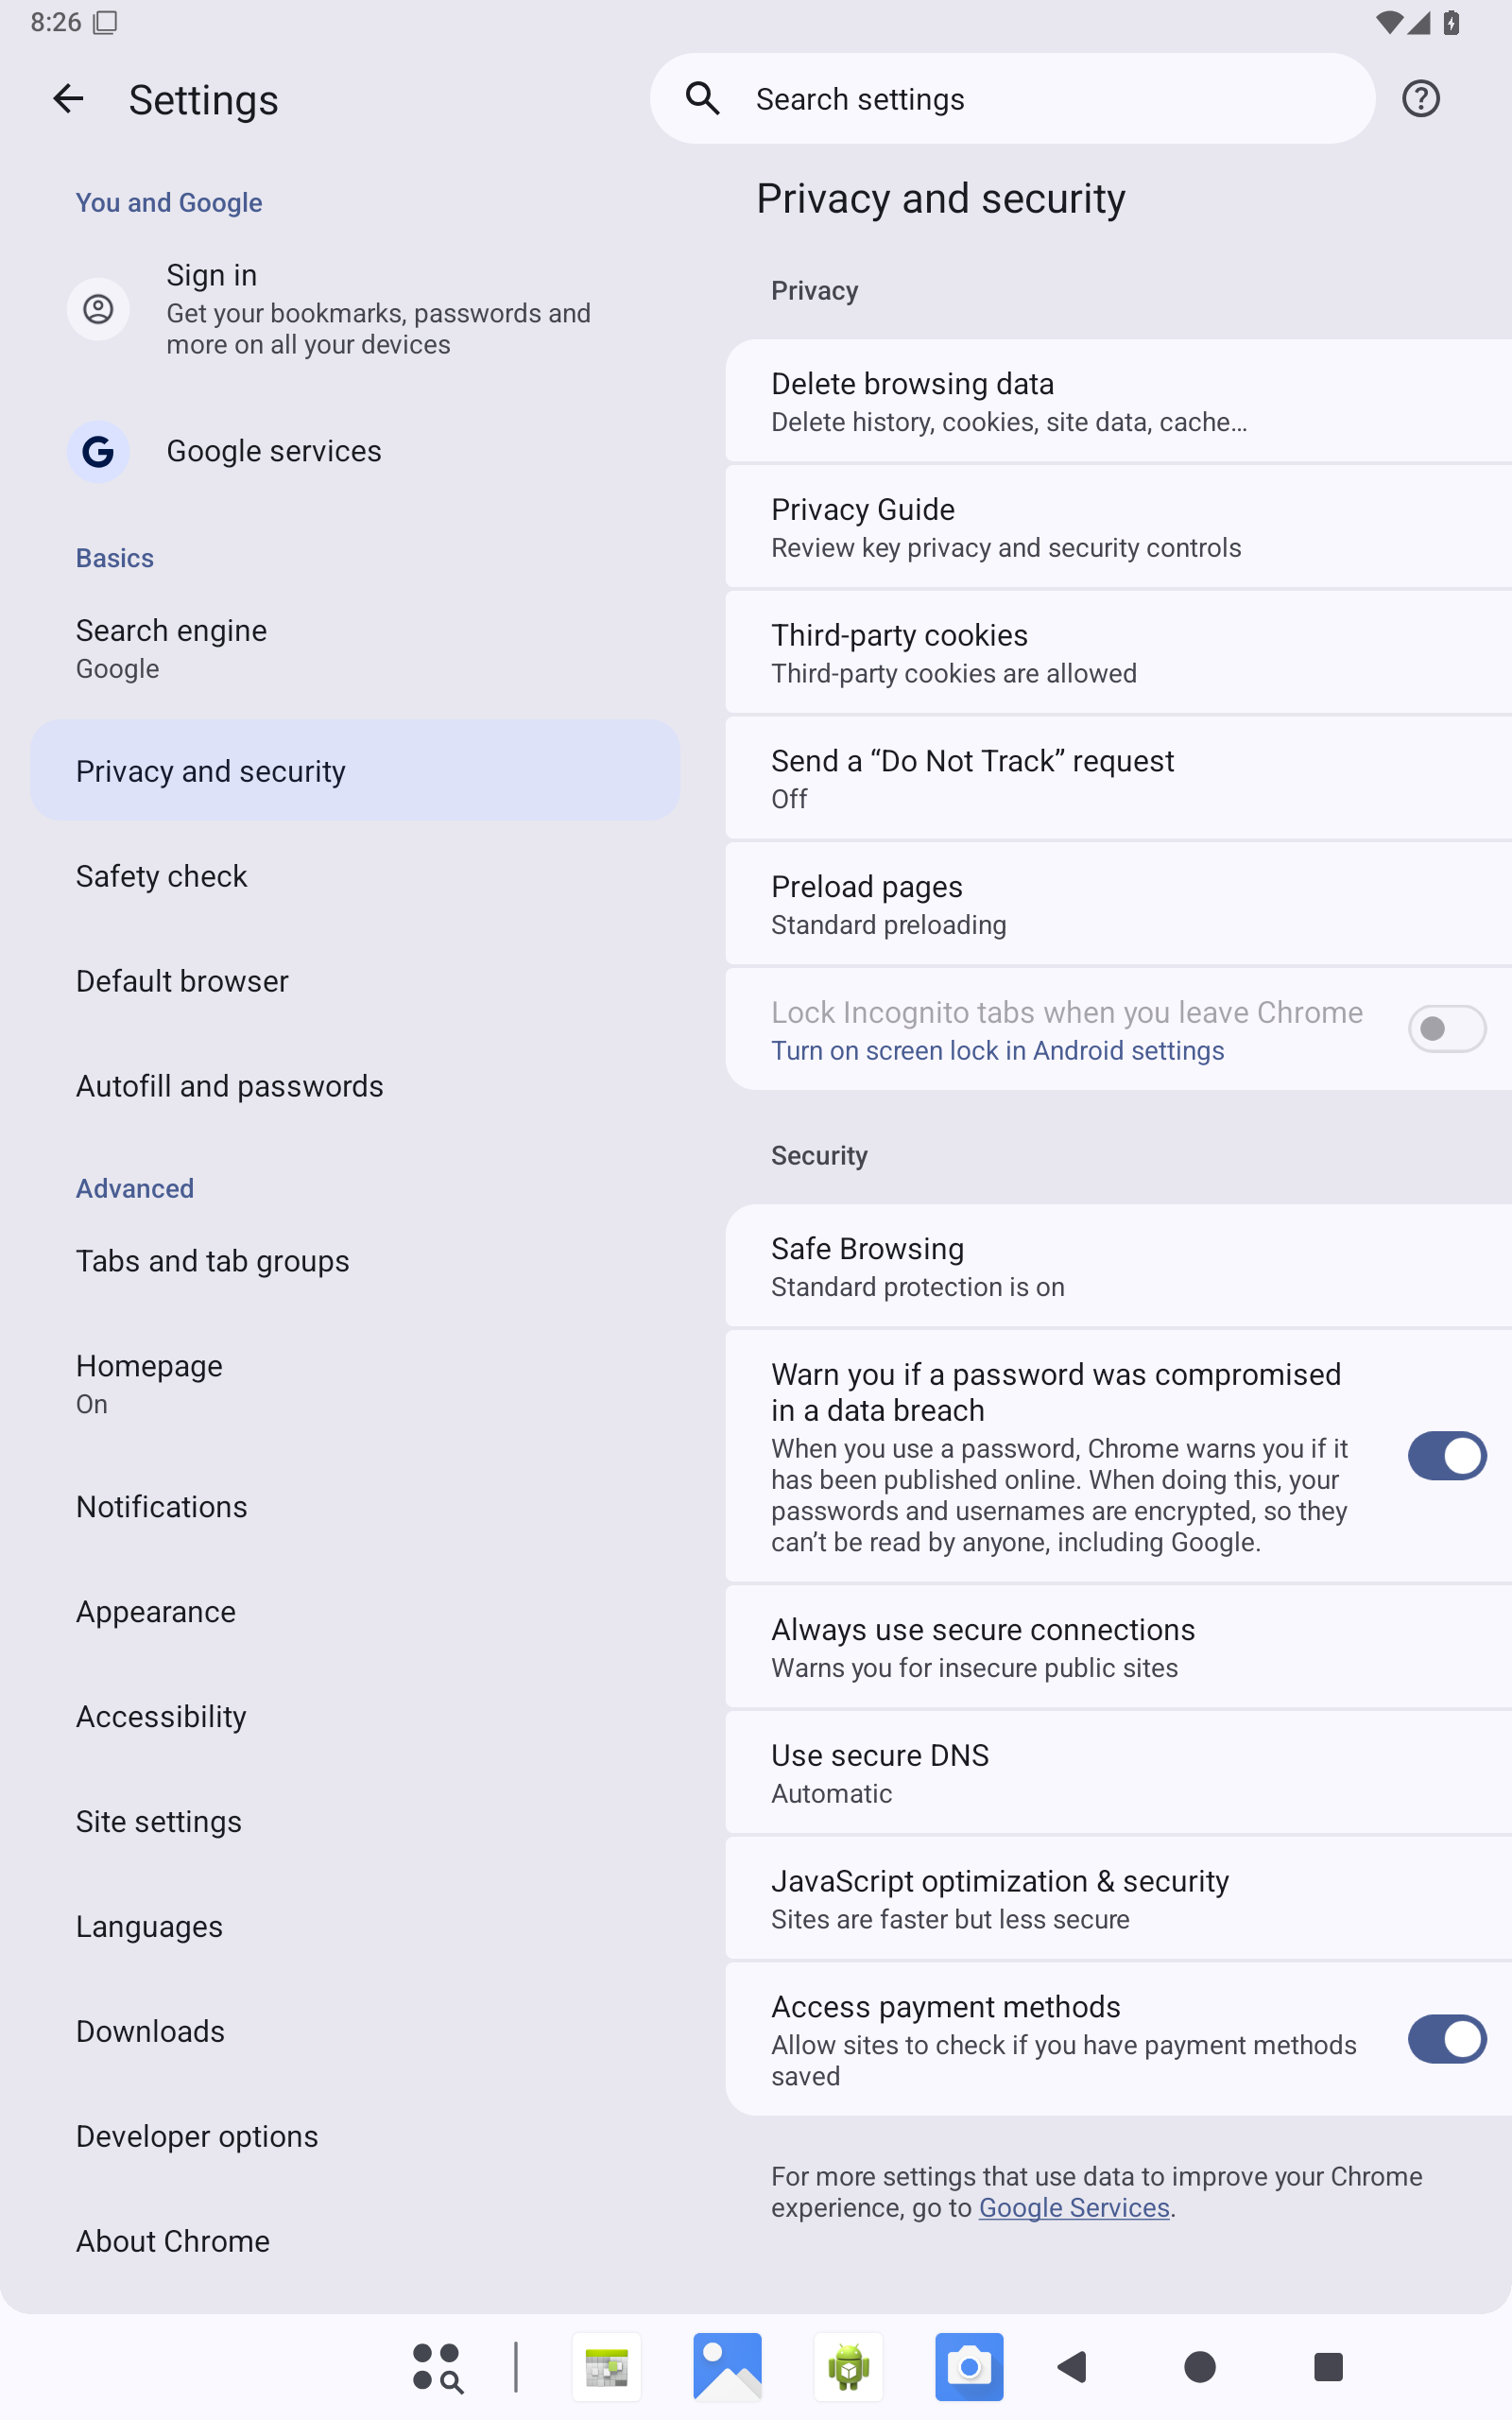 8:26
Settings
Search settings
You and Google
Sign in
Get your bookmarks, passwords and
more on all your devices
Google services
Basics
Search engine
Google
Privacy and security
Safety check
Default browser
Autofill and passwords
Advanced
Tabs and tab groups
Homepage
On
Notifications
Appearance
Accessibility
Site settings
Languages
Downloads
Developer options
About Chrome
Privacy and security
Privacy
Delete browsing data
Delete history, cookies, site data, cache…
Privacy Guide
Review key privacy and security controls
Third-party cookies
Third-party cookies are allowed
Send a “Do Not Track” request
Off
Preload pages
Standard preloading
Lock Incognito tabs when you leave Chrome
Turn on screen lock in Android settings
Security
Safe Browsing
Standard protection is on
Warn you if a password was compromised
in a data breach
When you use a password, Chrome warns you if it
has been published online. When doing this, your
passwords and usernames are encrypted, so they
can’t be read by anyone, including Google.
Always use secure connections
Warns you for insecure public sites
Use secure DNS
Automatic
JavaScript optimization & security
Sites are faster but less secure
Access payment methods
Allow sites to check if you have payment methods
saved
For more settings that use data to improve your Chrome
experience, go to Google Services.